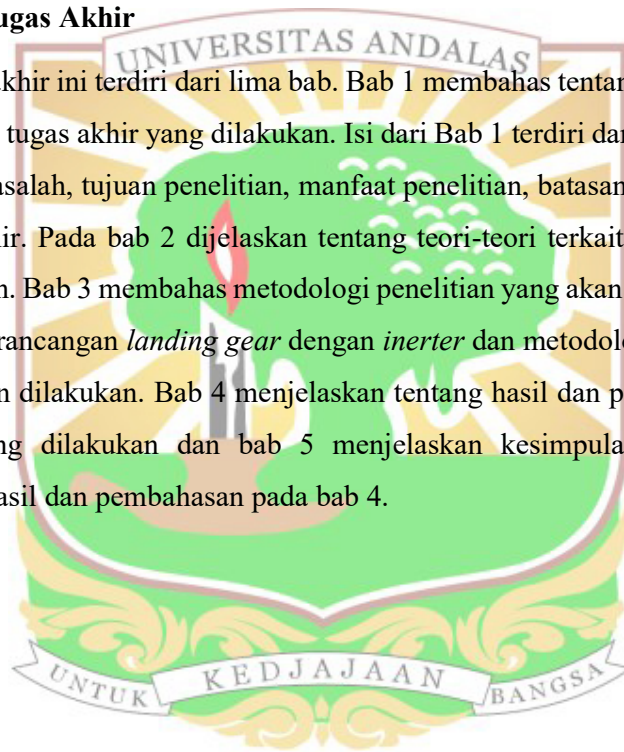 ugas Akhir
UNIVERSITAS ANDALAS
khir ini terdiri dari lima bab. Bab 1 membahas tentan
tugas akhir yang dilakukan. Isi dari Bab 1 terdiri dar
asalah, tujuan penelitian, manfaat penelitian, batasan
ir. Pada bab 2 dijelaskan tentang teori-teori terkait
n. Bab 3 membahas metodologi penelitian yang akan
rancangan landing gear dengan inerter dan metodolo
n dilakukan. Bab 4 menjelaskan tentang hasil dan p
ng dilakukan dan bab 5 menjelaskan kesimpula
asil dan pembahasan pada bab 4.
UNTUK KEDJAJAAN BANGSA